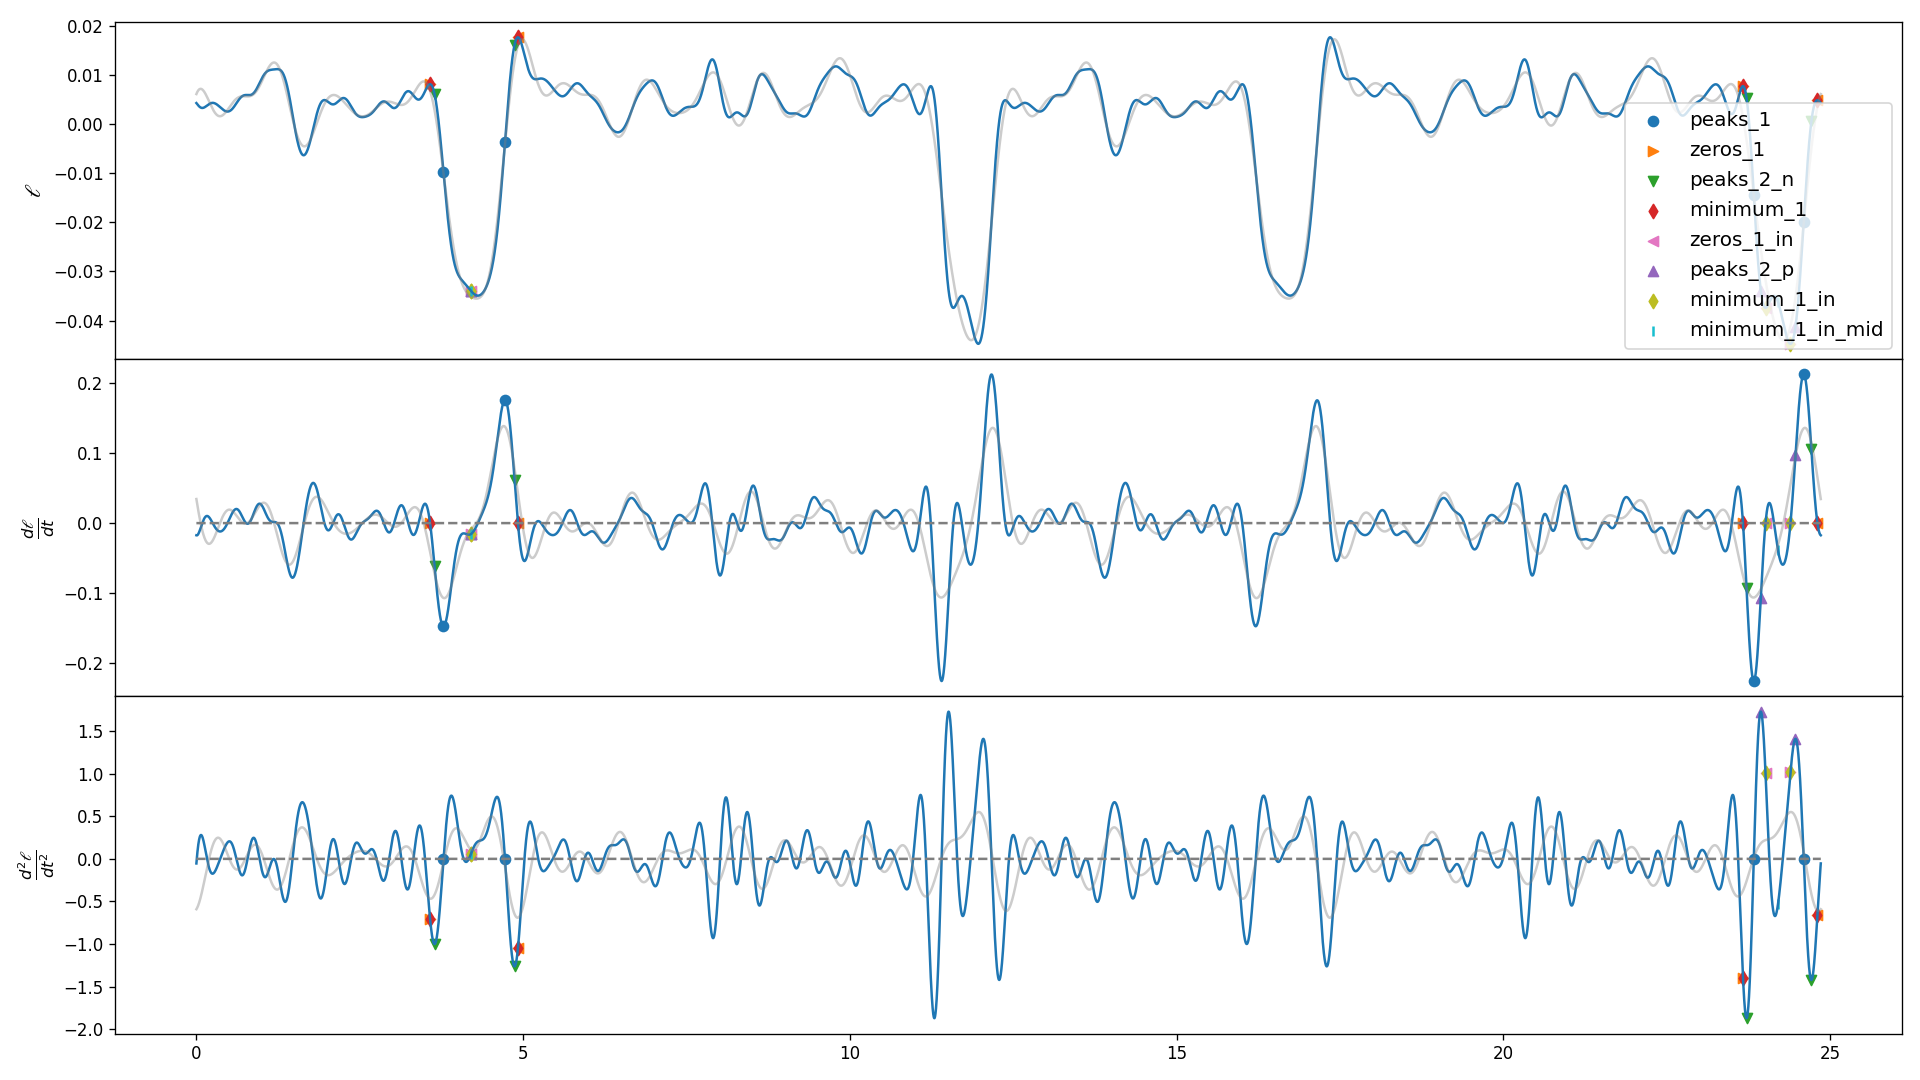 0.02
0.01
0.00
−0.01
−0.02
−0.03
−0.04
ℓ
peaks_1
zeros_1
peaks_2_n
minimum_1
zeros_1_in
peaks_2_p
minimum_1_in
minimum_1_in_mid
0.2
0.1
0.0
−0.1
−0.2
dℓ
dt
1.5
1.0
0.5
0.0
−0.5
−1.0
−1.5
−2.0
d²ℓ
dt²
0 5 10 15 20 25